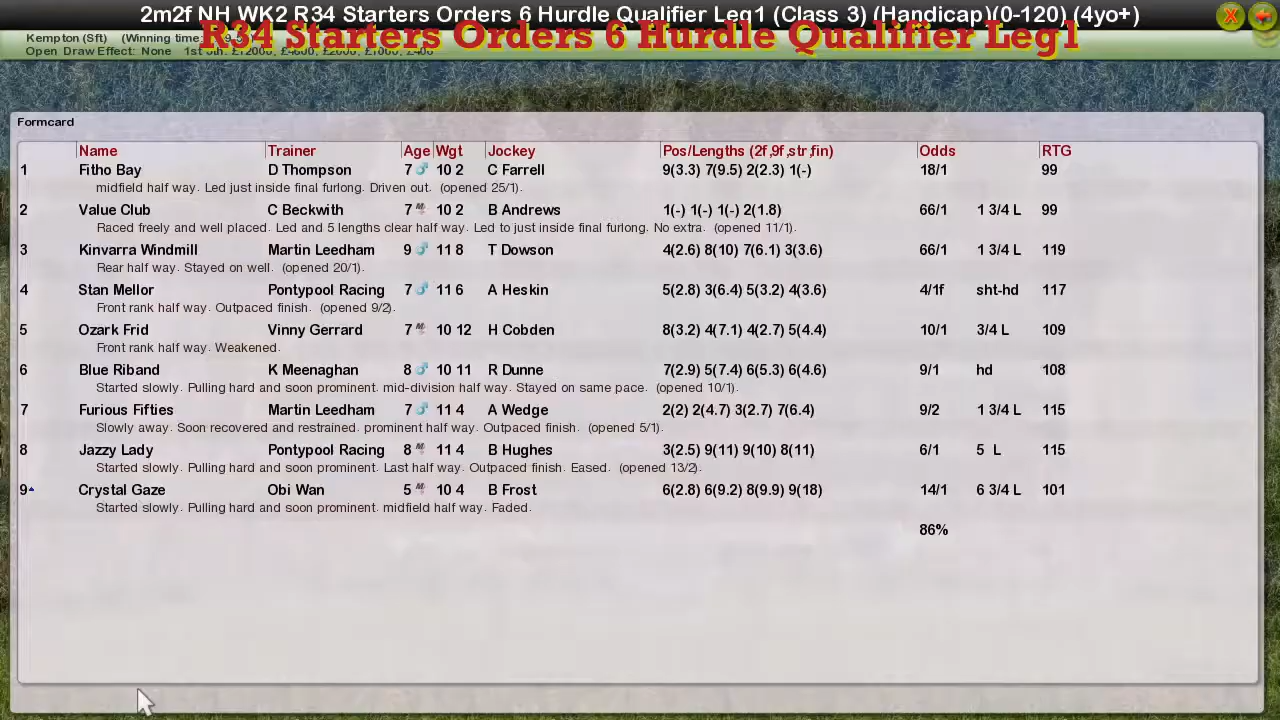 2m2f NH WK2 R34 Starters Orders 6 Hurdle Qualifier Leg1 (Class 3) (Handicap)(0-120) (4yo+)
R34 Starters Orders 6 Hurdle Qualifier Leg1
Kempton (Sft) (Winning time:
Open Draw Effect: None 1st 5th: £12000, £4600, £2000, £1000, £400
Formcard
Name Trainer Age Wgt Jockey Pos/Lengths (2f,9f,str,fin) Odds RTG
1 Fitho Bay D Thompson 7 10 2 C Farrell 9(3.3) 7(9.5) 2(2.3) 1(-) 18/1 99
midfield half way. Led just inside final furlong. Driven out. (opened 25/1).
2 Value Club C Beckwith 7 10 2 B Andrews 1(-) 1(-) 1(-) 2(1.8) 66/1 1 3/4 L 99
Raced freely and well placed. Led and 5 lengths clear half way. Led to just inside final furlong. No extra. (opened 11/1).
3 Kinvarra Windmill Martin Leedham 9 11 8 T Dowson 4(2.6) 8(10) 7(6.1) 3(3.6) 66/1 1 3/4 L 119
Rear half way. Stayed on well. (opened 20/1).
4 Stan Mellor Pontypool Racing 7 11 6 A Heskin 5(2.8) 3(6.4) 5(3.2) 4(3.6) 4/1f sht-hd 117
Front rank half way. Outpaced finish. (opened 9/2).
5 Ozark Frid Vinny Gerrard 7 10 12 H Cobden 8(3.2) 4(7.1) 4(2.7) 5(4.4) 10/1 3/4 L 109
Front rank half way. Weakened.
6 Blue Riband K Meenaghan 8 10 11 R Dunne 7(2.9) 5(7.4) 6(5.3) 6(4.6) 9/1 hd 108
Started slowly. Pulling hard and soon prominent. mid-division half way. Stayed on same pace. (opened 10/1).
7 Furious Fifties Martin Leedham 7 11 4 A Wedge 2(2) 2(4.7) 3(2.7) 7(6.4) 9/2 1 3/4 L 115
Slowly away. Soon recovered and restrained. prominent half way. Outpaced finish. (opened 5/1).
8 Jazzy Lady Pontypool Racing 8 11 4 B Hughes 3(2.5) 9(11) 9(10) 8(11) 6/1 5 L 115
Started slowly. Pulling hard and soon prominent. Last half way. Outpaced finish. Eased. (opened 13/2).
9 Crystal Gaze Obi Wan 5 10 4 B Frost 6(2.8) 6(9.2) 8(9.9) 9(18) 14/1 6 3/4 L 101
Started slowly. Pulling hard and soon prominent. midfield half way. Faded.
86%